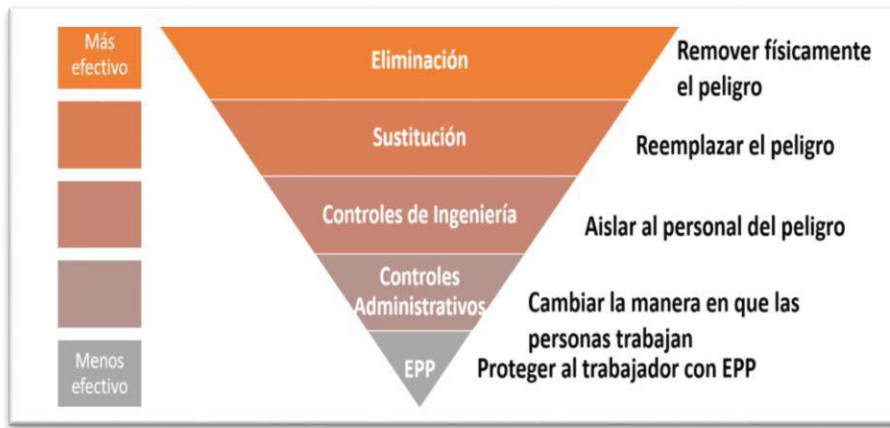 Más
efectivo
Eliminación
Remover físicamente
el peligro
Sustitución
Reemplazar el peligro
Controles de Ingeniería
Aislar al personal del peligro
Controles
Administrativos
Cambiar la manera en que las
personas trabajan
Menos
efectivo
EPP
Proteger al trabajador con EPP